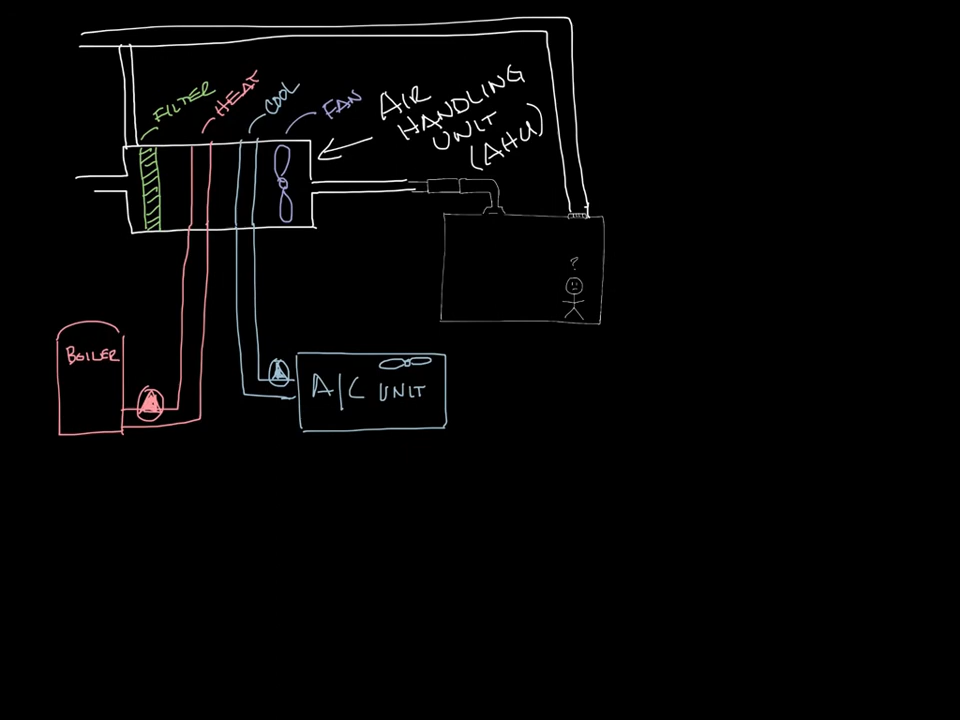 FILTER
HEAT
COOL
FAN
AIR
HANDLING
UNIT
(AHU)
?
BOILER
A/C UNIT